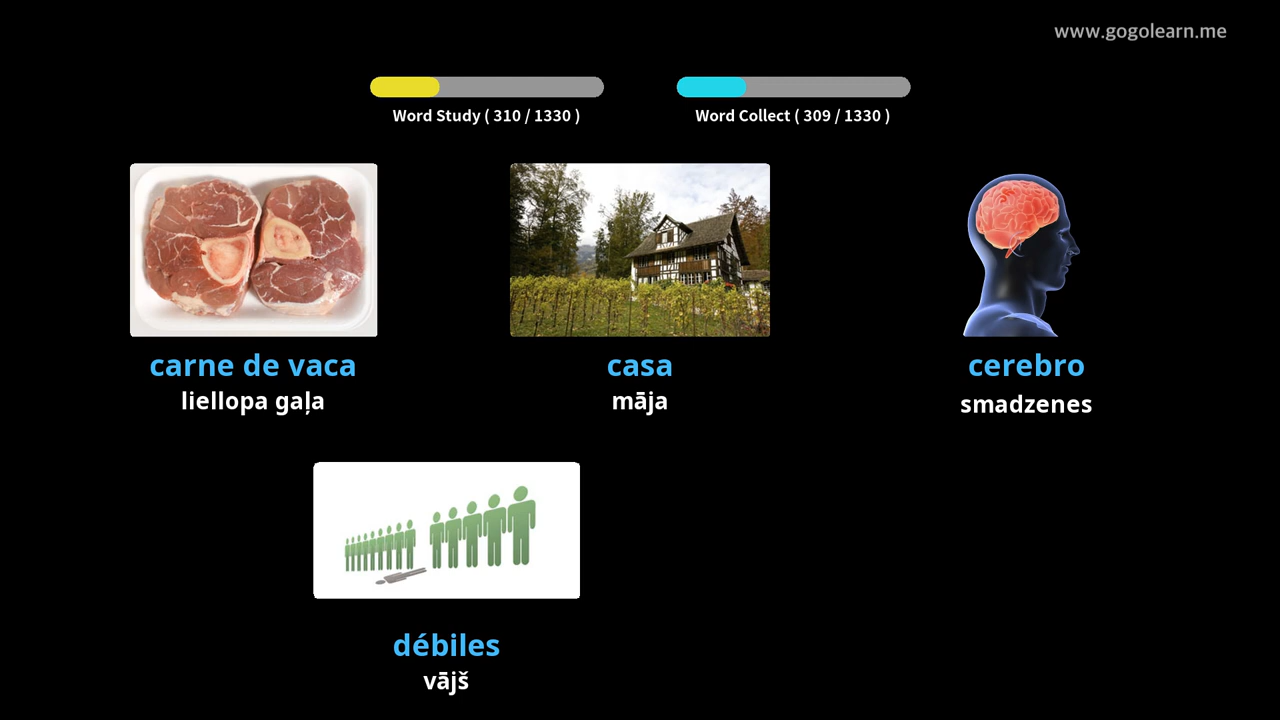 www.gogolearn.me
Word Study ( 310 / 1330 )
Word Collect ( 309 / 1330 )
carne de vaca
liellopa gaļa
casa
māja
cerebro
smadzenes
débiles
vājš